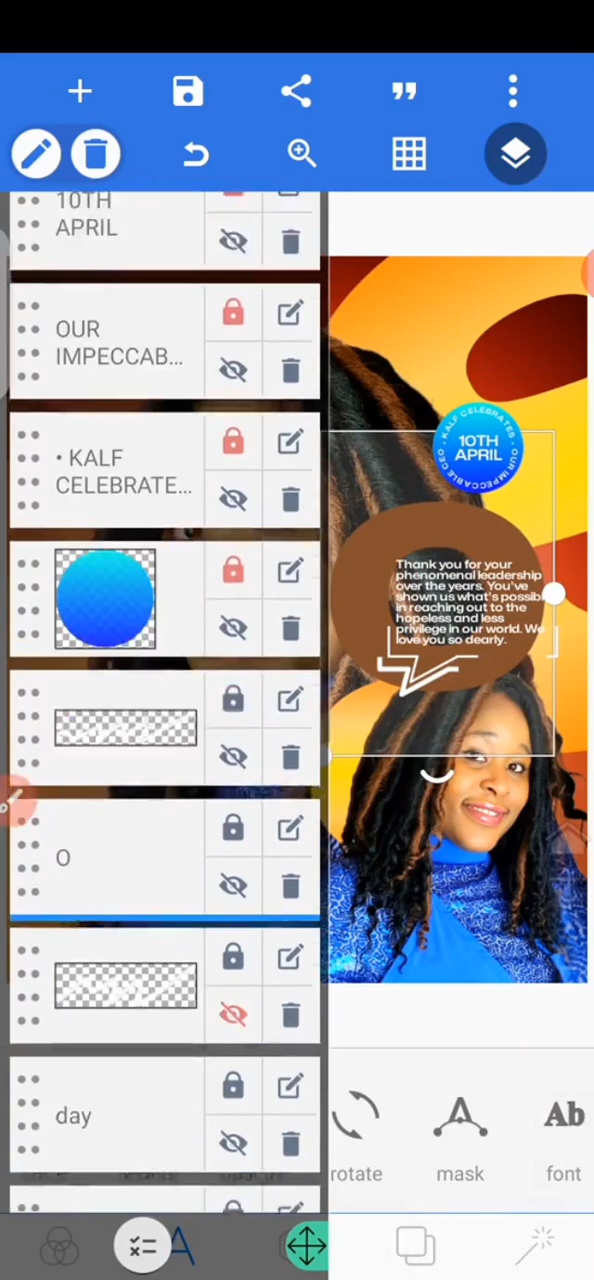 10TH
APRIL
OUR
IMPECCAB...
• KALF
CELEBRATE...
O
day
• KALF CELEBRATES • OUR IMPECCABLE CEO
10TH
APRIL
Thank you for your
phenomenal leadership
over the years. You've
shown us what's possibl
in reaching out to the
hopeless and less
privilege in our world. We
love you so dearly.
rotate
mask
Ab
font
A